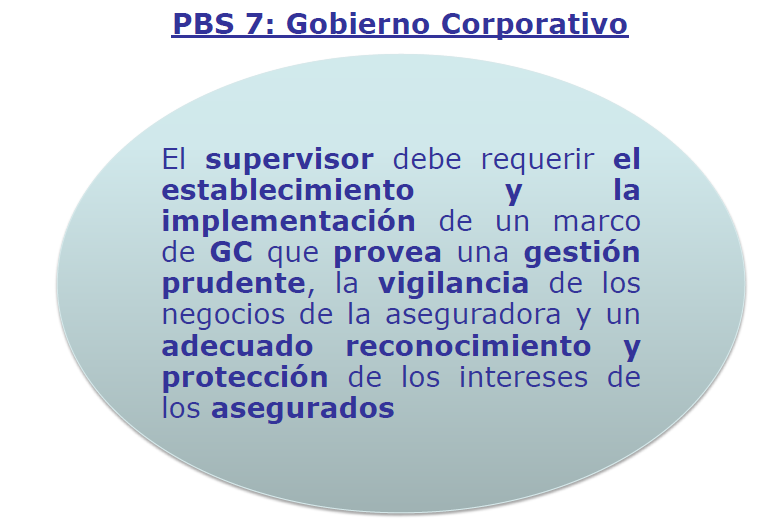 PBS 7: Gobierno Corporativo
El supervisor debe requerir el
establecimiento y la
implementación de un marco
de GC que provea una gestión
prudente, la vigilancia de los
negocios de la aseguradora y un
adecuado reconocimiento y
protección de los intereses de
los asegurados